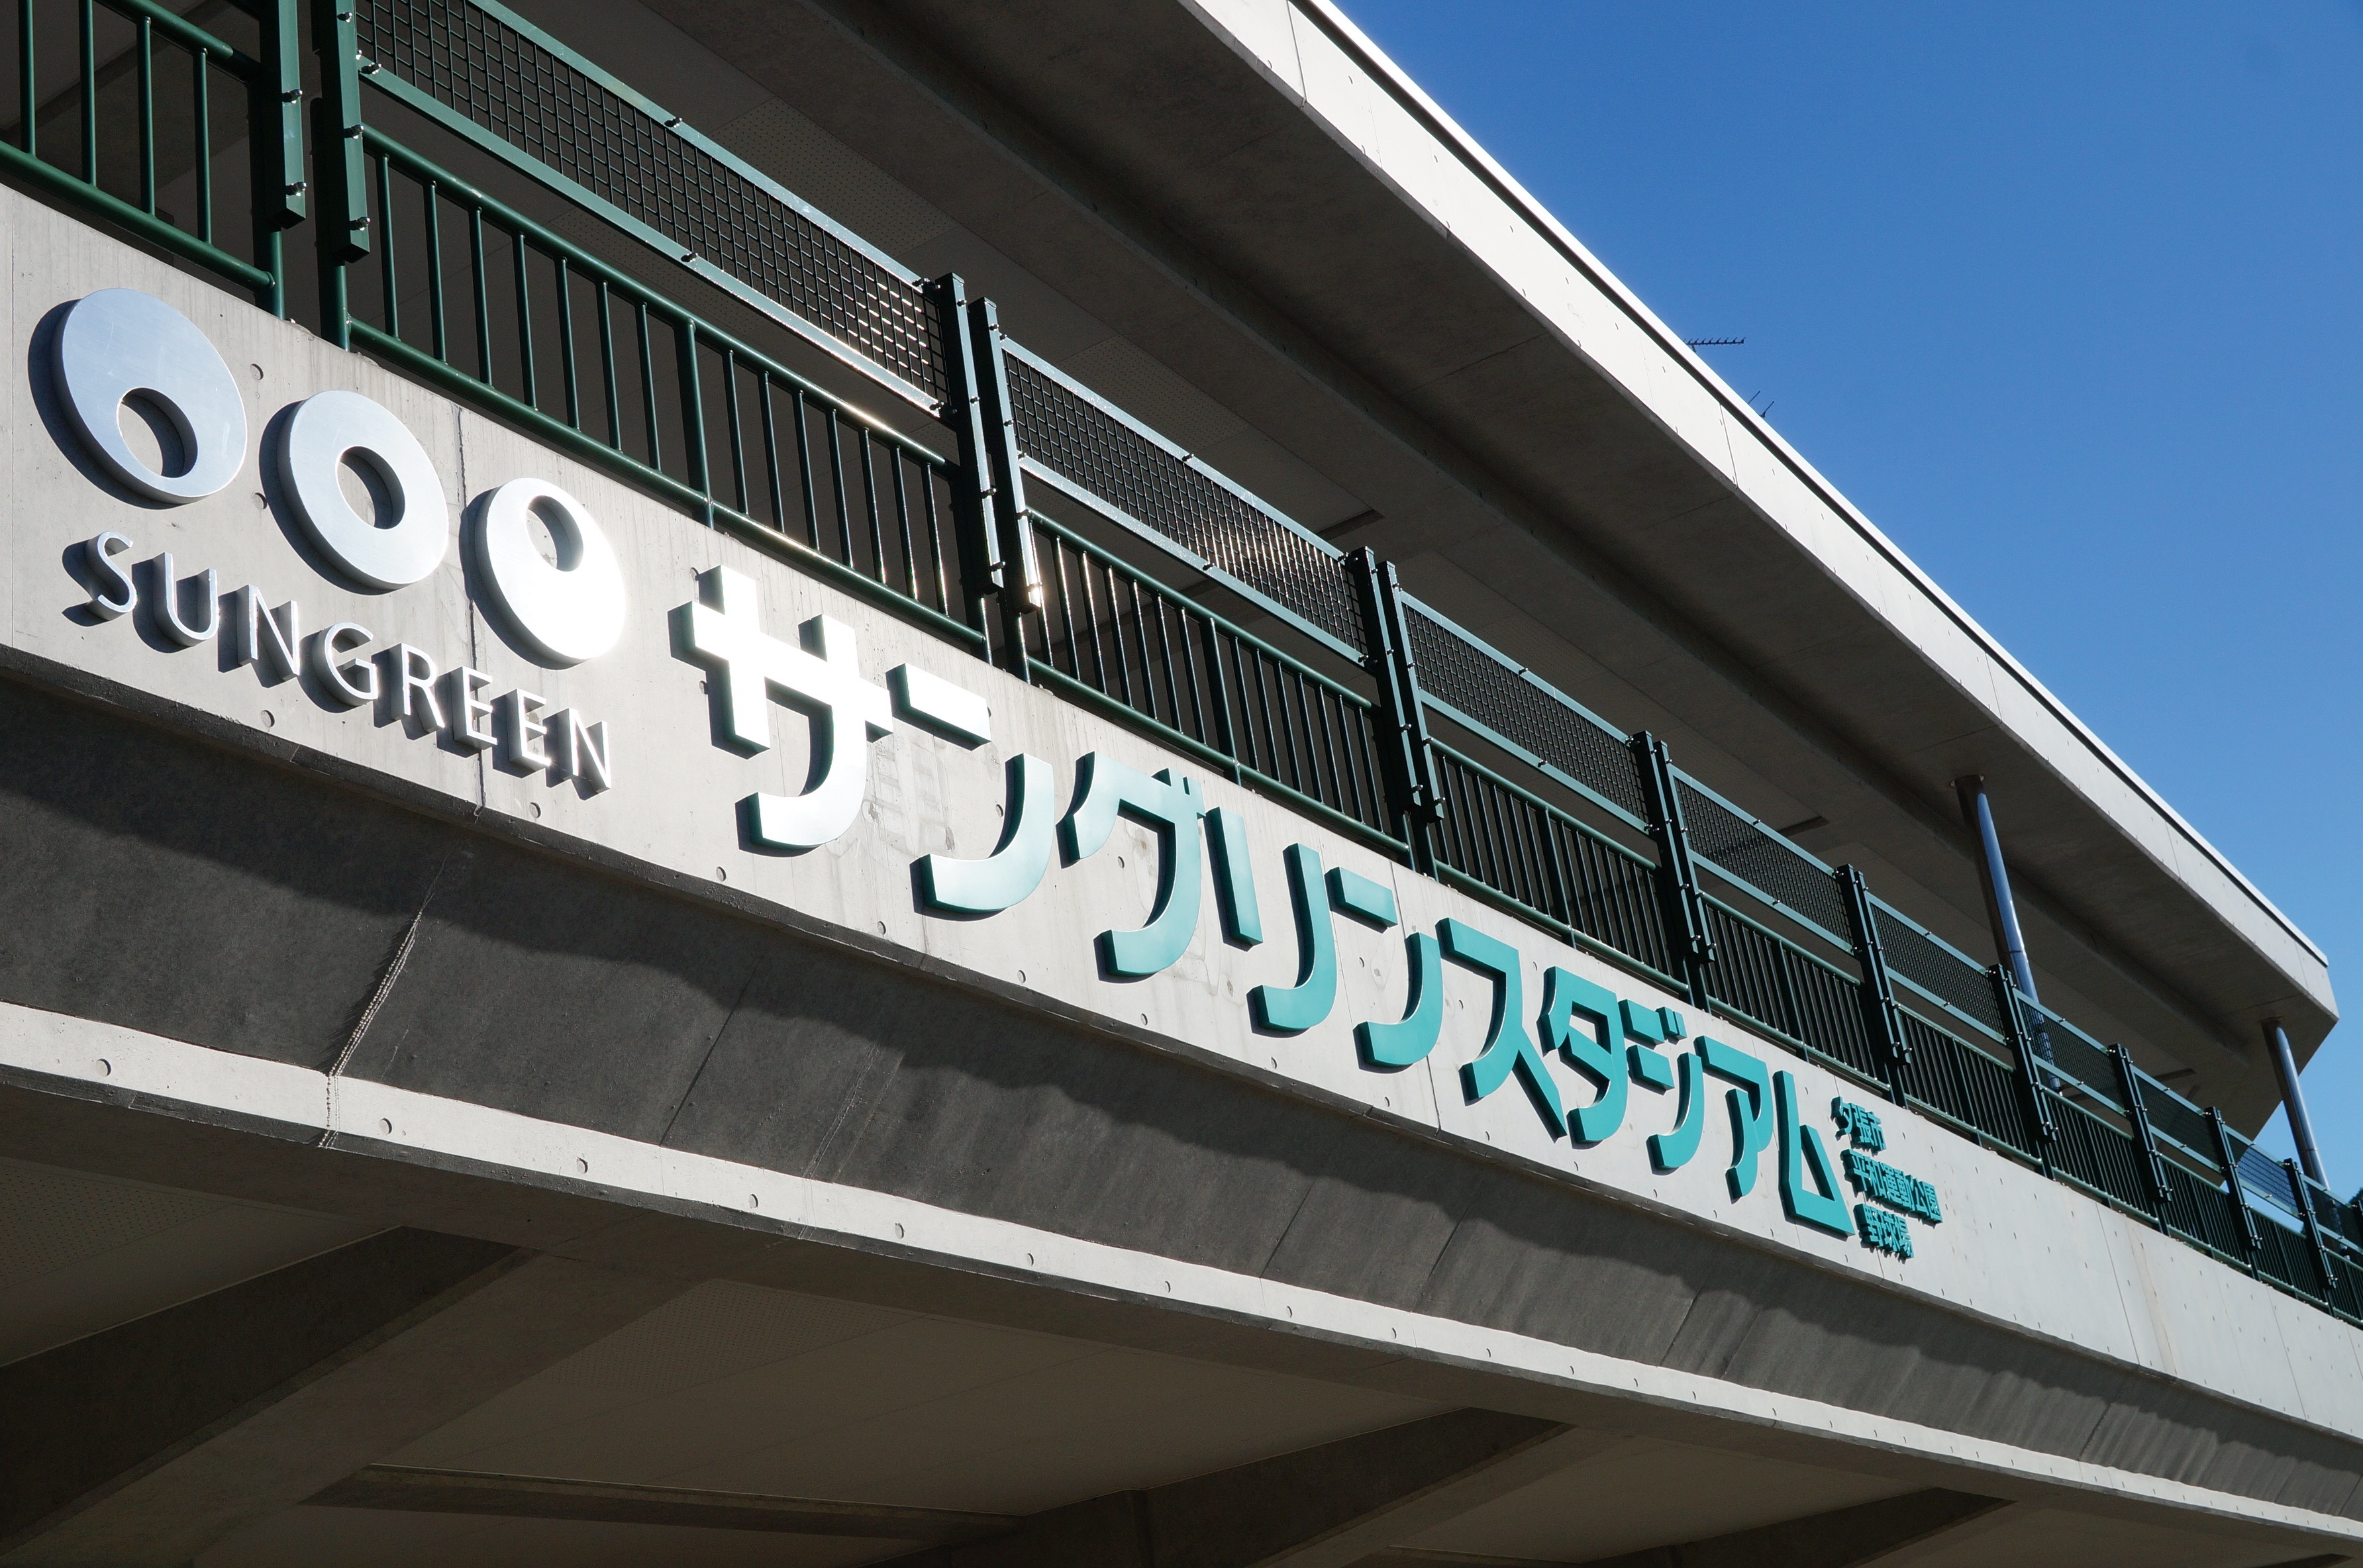 SUNGREEN
サングリンスタジアム
夕張市
平和運動公園
野球場